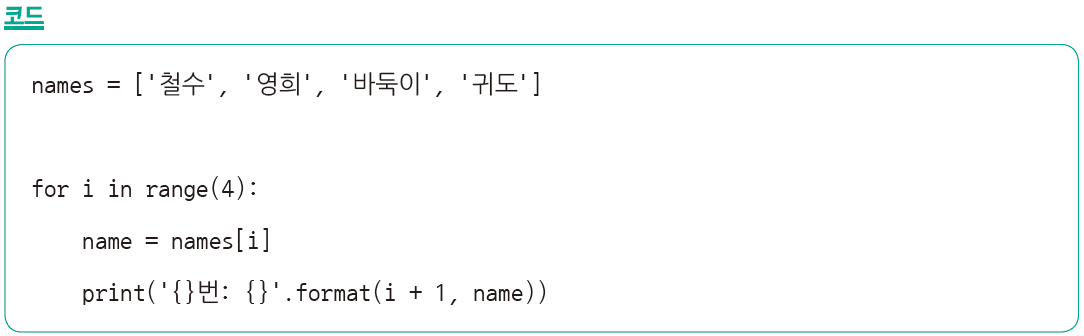 코드
names = ['철수', '영희', '바둑이', '귀도']
for i in range(4):
    name = names[i]
    print('{}번: {}'.format(i + 1, name))